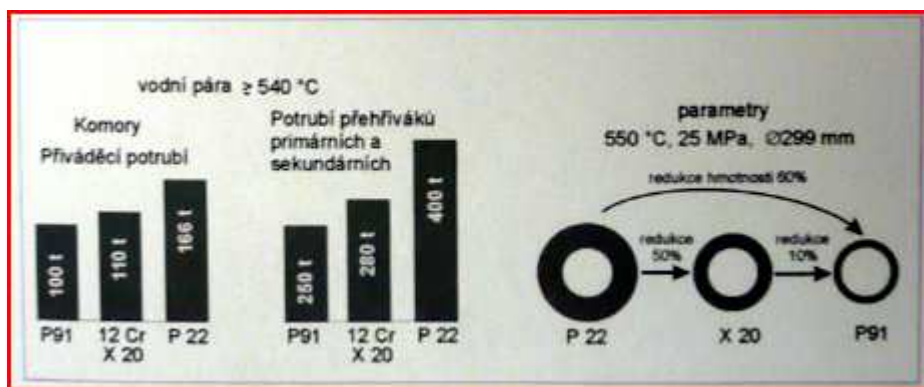 vodní pára ≥ 540 °C
Komory
Přiváděcí potrubí
100 t
110 t
166 t
P91
12 Cr
X 20
P 22
Potrubí přehříváků
primárních a
sekundárních
250 t
280 t
400 t
P91
12 Cr
X 20
P 22
parametry
550 °C, 25 MPa, Ø299 mm
redukce hmotnosti 60%
redukce
50%
redukce
10%
P 22
X 20
P91